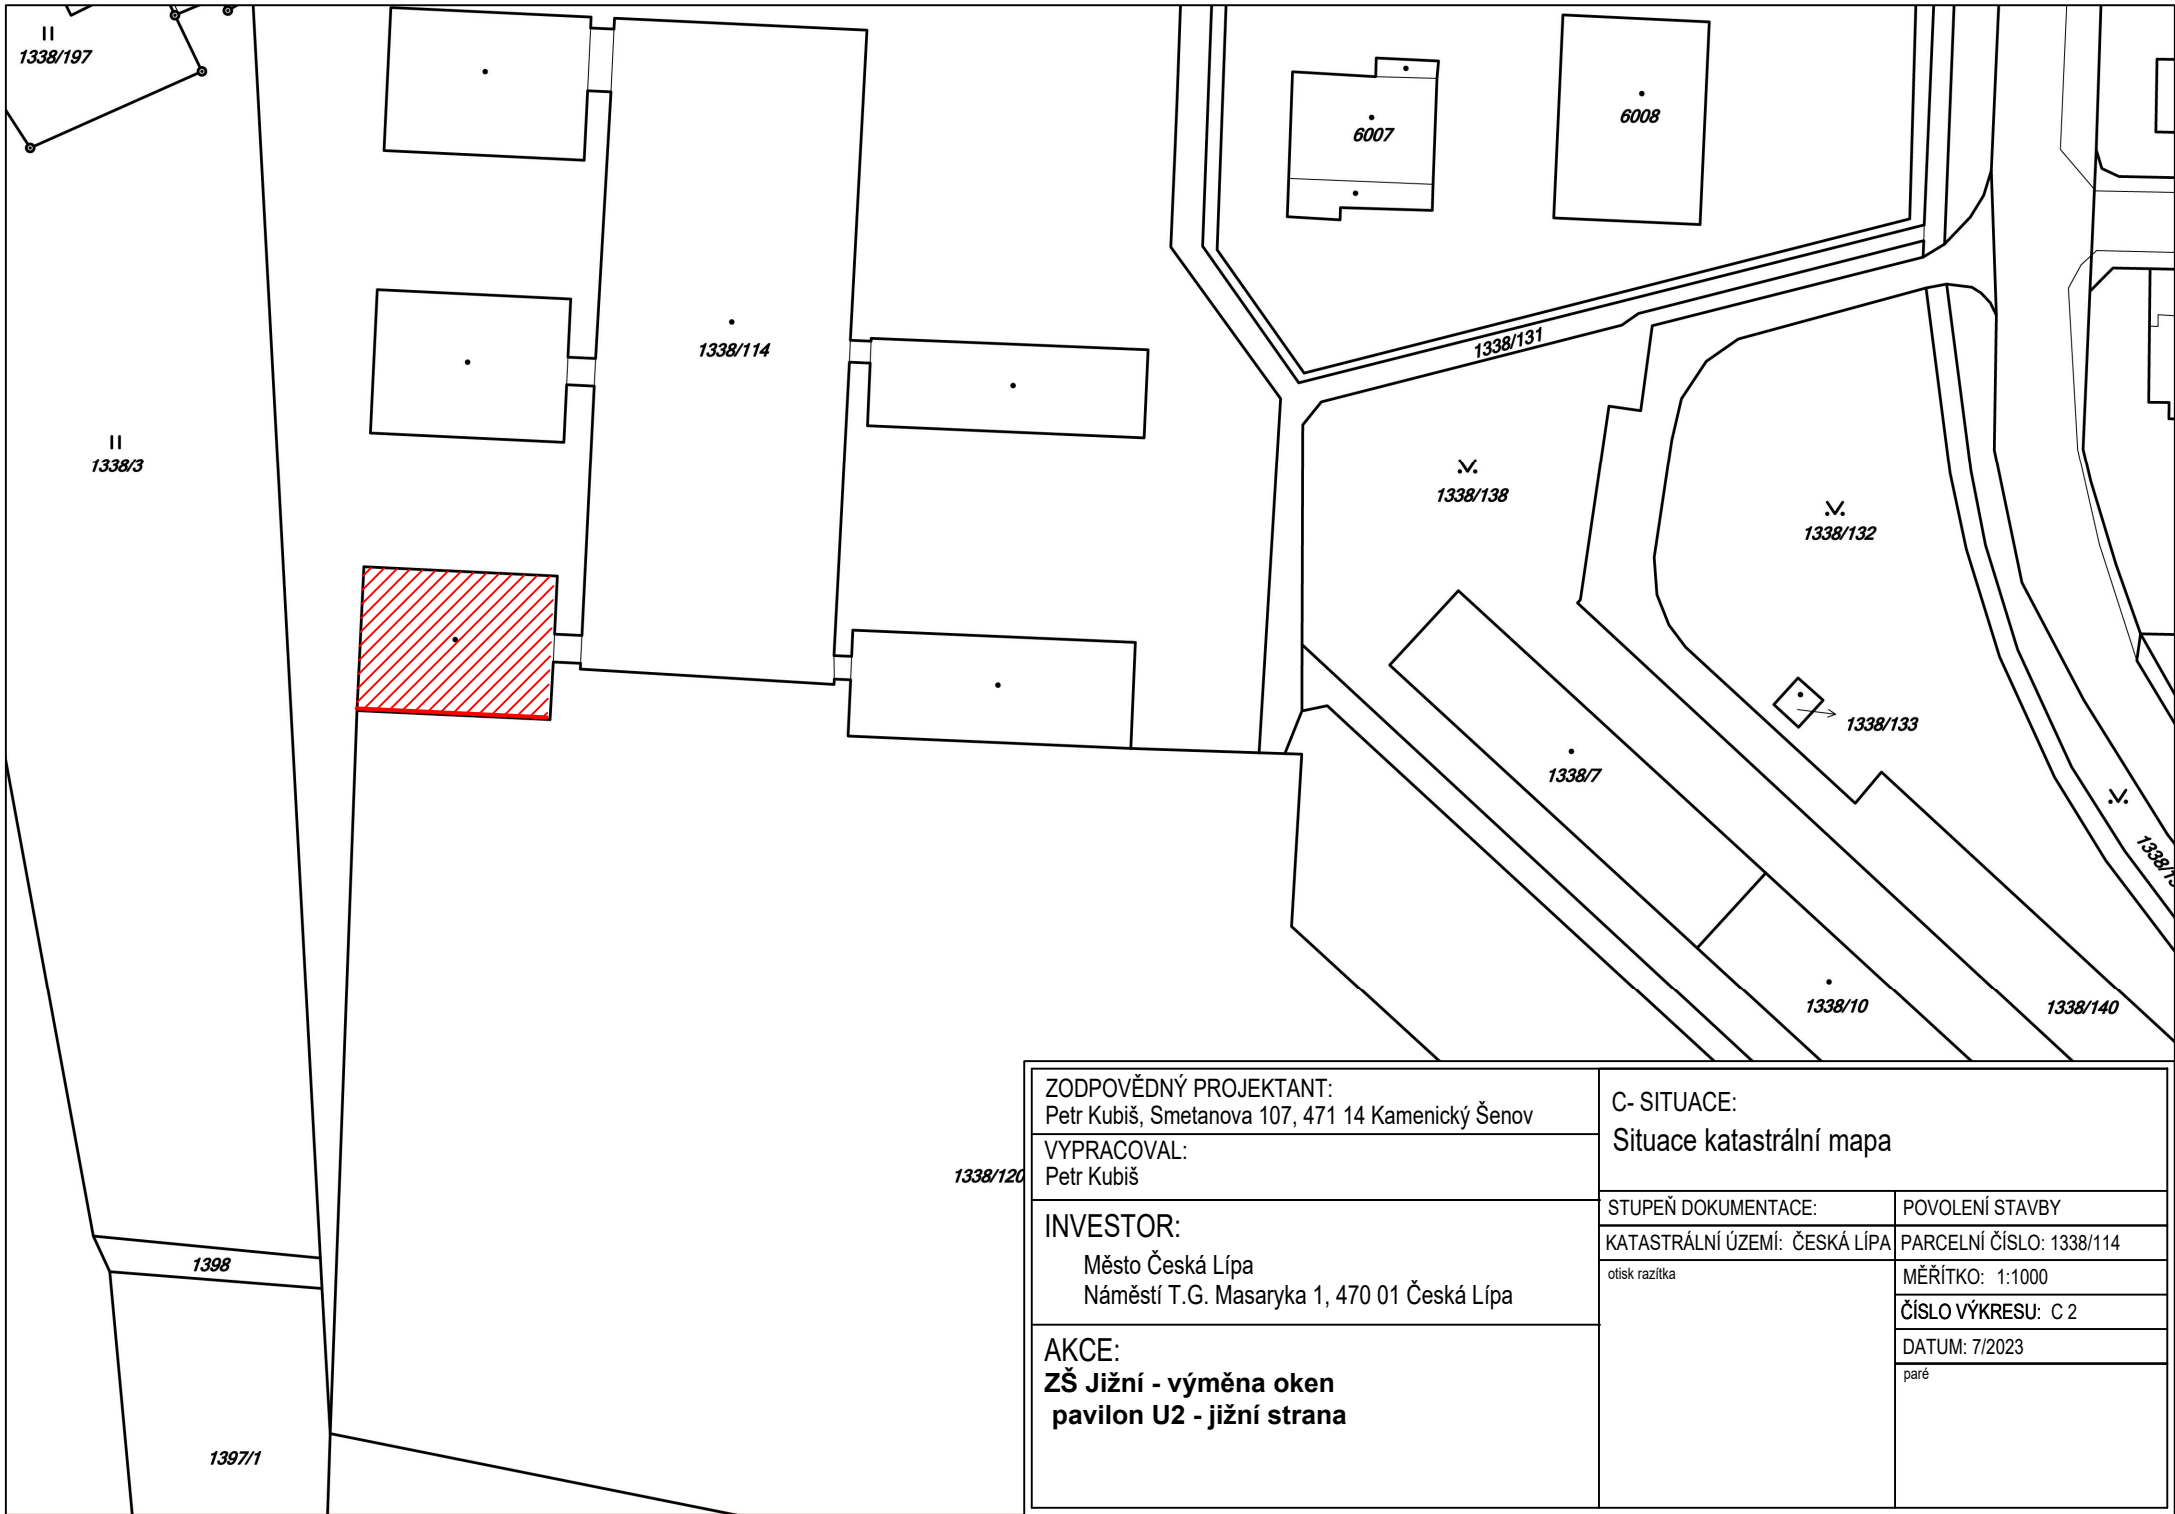 1338/197
6007
6008
1338/114
1338/131
1338/3
1338/138
1338/132
1338/133
1338/7
1338/10
1338/140
1338/120
1398
1397/1
ZODPOVĚDNÝ PROJEKTANT:
Petr Kubiš, Smetanova 107, 471 14 Kamenický Šenov
VYPRACOVAL:
Petr Kubiš
INVESTOR:
Město Česká Lípa
Náměstí T.G. Masaryka 1, 470 01 Česká Lípa
AKCE:
ZŠ Jižní - výměna oken
pavilon U2 - jižní strana
C- SITUACE:
Situace katastrální mapa
STUPEŇ DOKUMENTACE: POVOLENÍ STAVBY
KATASTRÁLNÍ ÚZEMÍ: ČESKÁ LÍPA PARCELNÍ ČÍSLO: 1338/114
otisk razítka
MĚŘÍTKO: 1:1000
ČÍSLO VÝKRESU: C 2
DATUM: 7/2023
paré